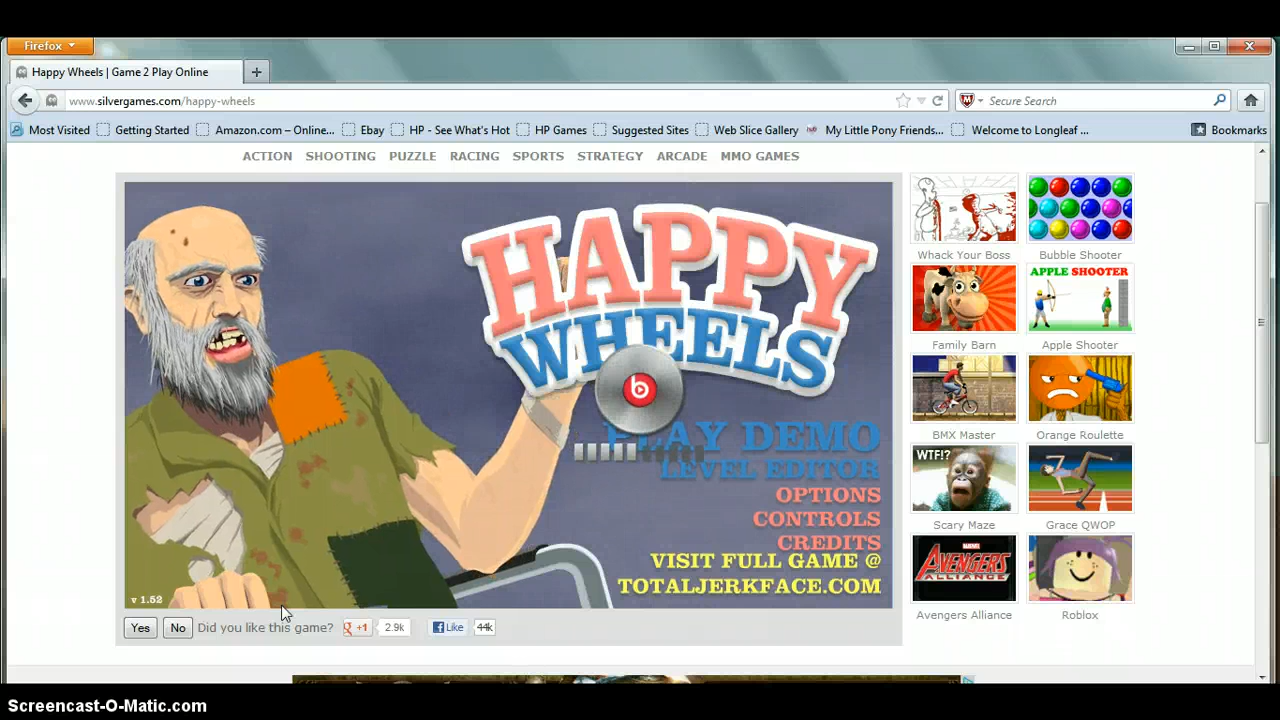 Firefox
Happy Wheels | Game 2 Play Online
www.silvergames.com/happy-wheels
Secure Search
Most Visited Getting Started Amazon.com – Online... Ebay HP - See What's Hot HP Games Suggested Sites Web Slice Gallery My Little Pony Friends... Welcome to Longleaf ... Bookmarks
ACTION SHOOTING PUZZLE RACING SPORTS STRATEGY ARCADE MMO GAMES
HAPPY
WHEELS
b
PLAY DEMO
LEVEL EDITOR
OPTIONS
CONTROLS
CREDITS
VISIT FULL GAME @
TOTALJERKFACE.COM
v 1.52
Yes No Did you like this game? g +1 2.9k Like 44k
Whack Your Boss Bubble Shooter
APPLE SHOOTER
Family Barn Apple Shooter
BMX Master Orange Roulette
WTF!?
Scary Maze Grace QWOP
MARVEL
AVENGERS
ALLIANCE
Avengers Alliance Roblox
Screencast-O-Matic.com